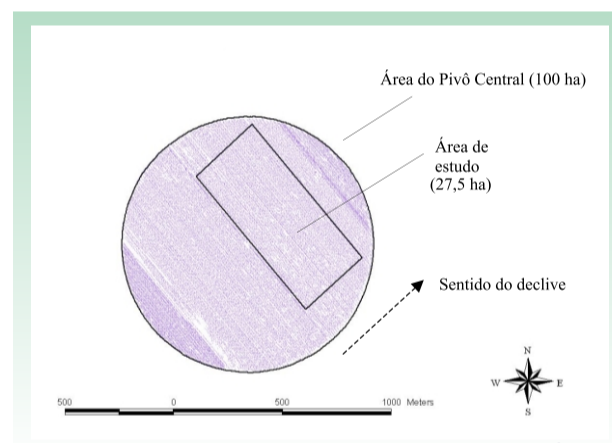 Área do Pivô Central (100 ha)
Área de
estudo
(27,5 ha)
Sentido do declive
N
W
E
S
500
0
500
1000 Meters